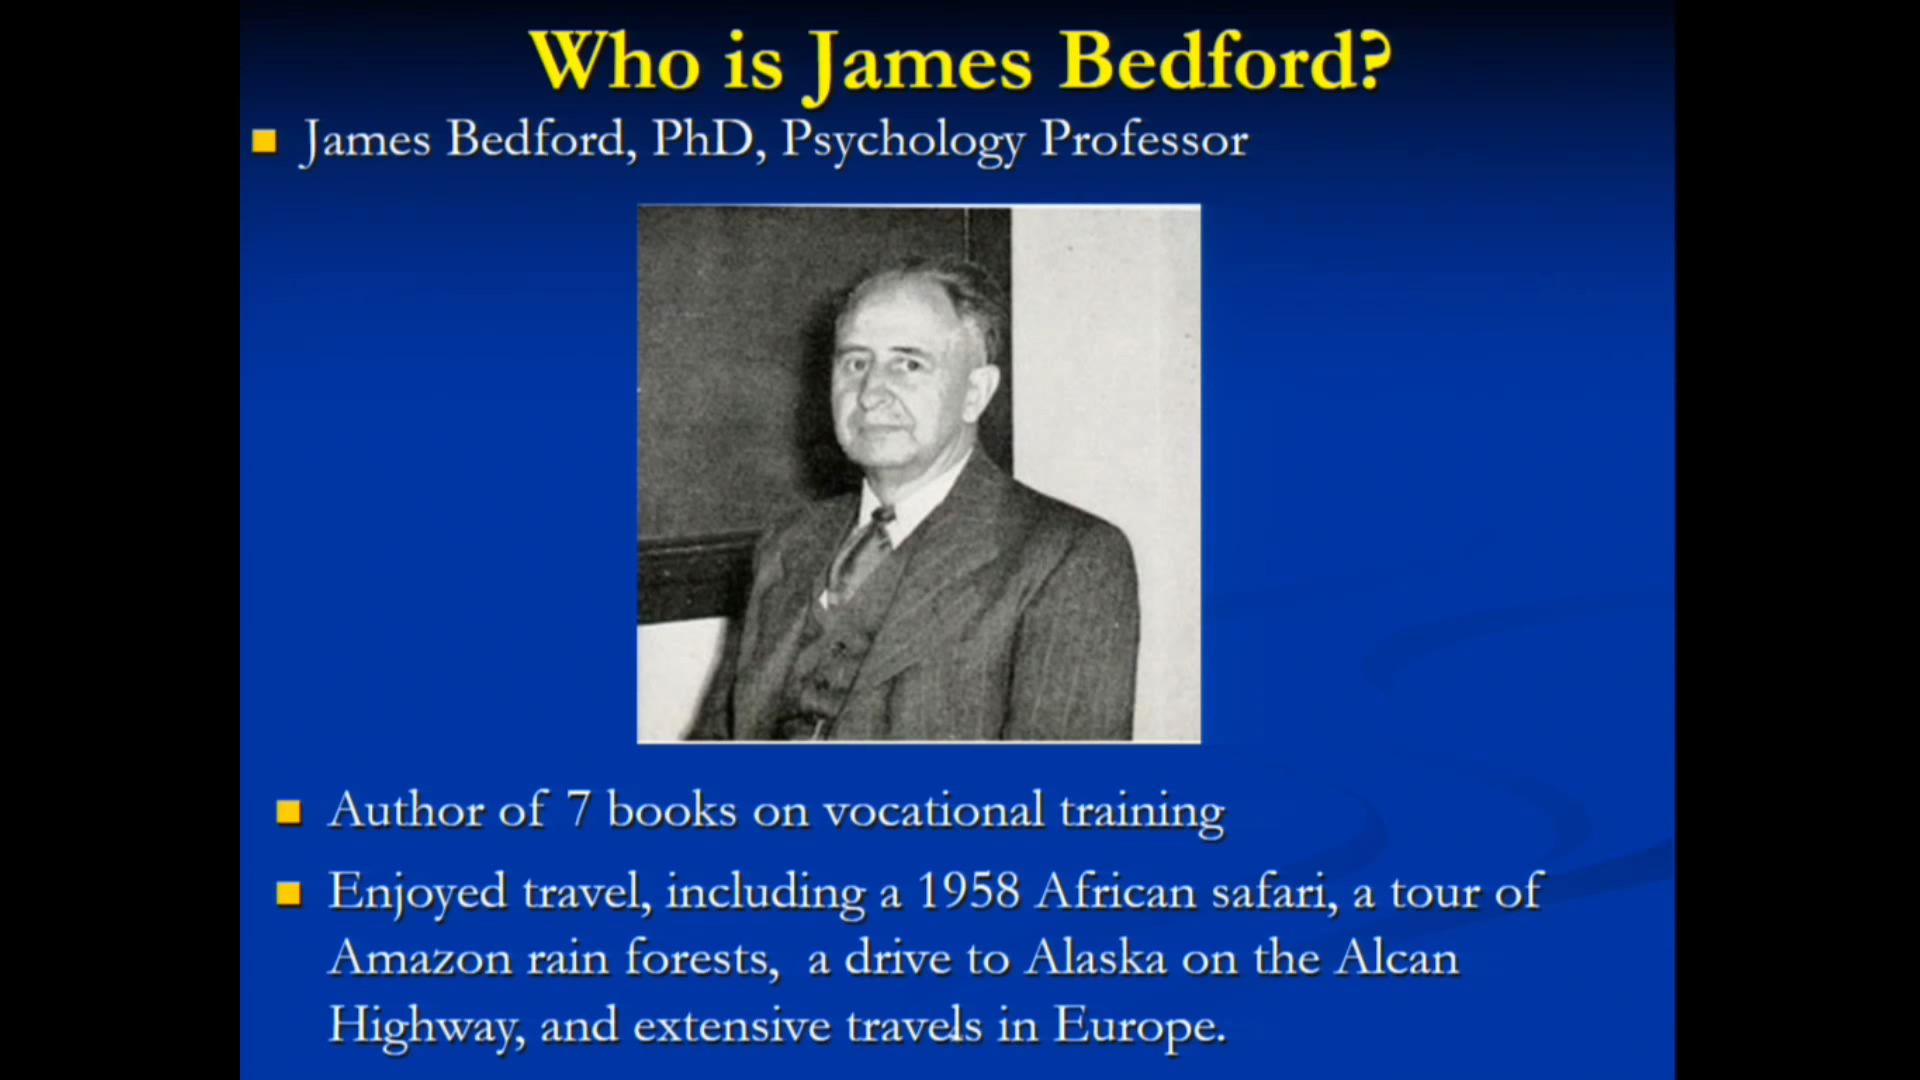 Who is James Bedford?
James Bedford, PhD, Psychology Professor
Author of 7 books on vocational training
Enjoyed travel, including a 1958 African safari, a tour of
Amazon rain forests, a drive to Alaska on the Alcan
Highway, and extensive travels in Europe.